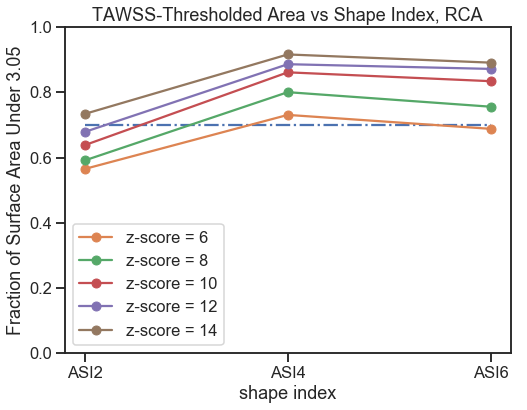 TAWSS-Thresholded Area vs Shape Index, RCA
Fraction of Surface Area Under 3.05
1.0
0.8
0.6
0.4
0.2
0.0
z-score = 6
z-score = 8
z-score = 10
z-score = 12
z-score = 14
ASI2 ASI4 ASI6
shape index